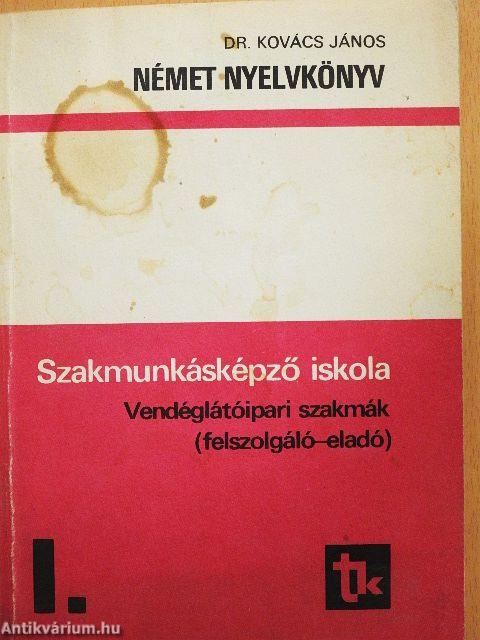 DR. KOVÁCS JÁNOS
NÉMET NYELVKÖNYV
Szakmunkásképző iskola
Vendéglátóipari szakmák
(felszolgáló–eladó)
I.
tk
Antikvárium.hu